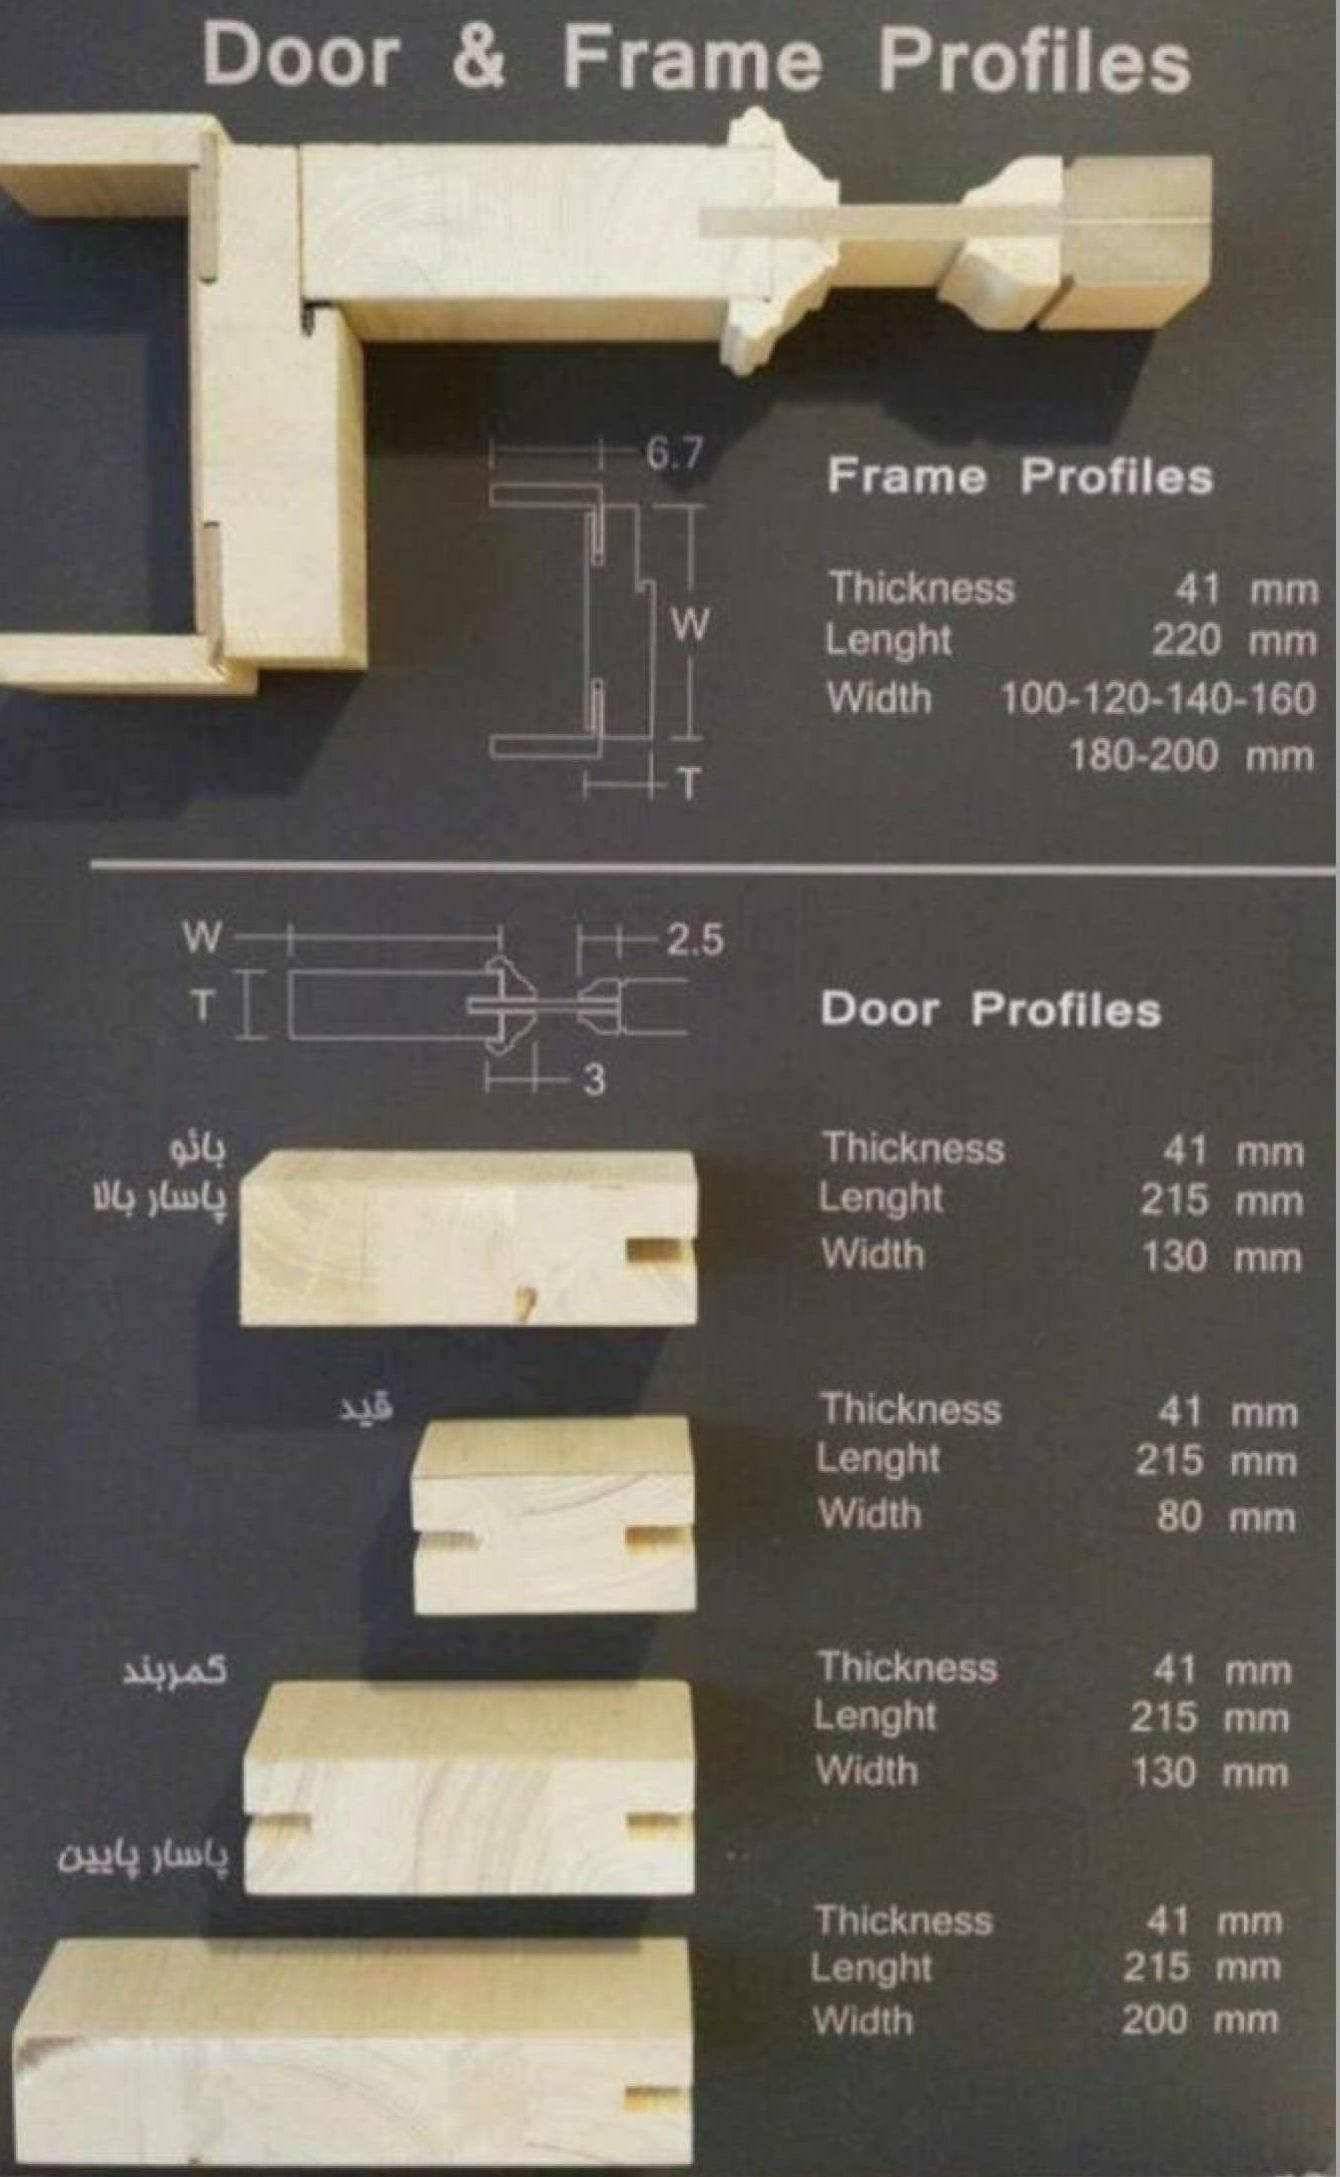 Door & Frame Profiles
6.7
W
T
Frame Profiles
Thickness 41 mm
Lenght 220 mm
Width 100-120-140-160
180-200 mm
W
T
2.5
3
Door Profiles
بائو
پاسار بالا
Thickness 41 mm
Lenght 215 mm
Width 130 mm
قید
Thickness 41 mm
Lenght 215 mm
Width 80 mm
کمربند
Thickness 41 mm
Lenght 215 mm
Width 130 mm
پاسار پایین
Thickness 41 mm
Lenght 215 mm
Width 200 mm